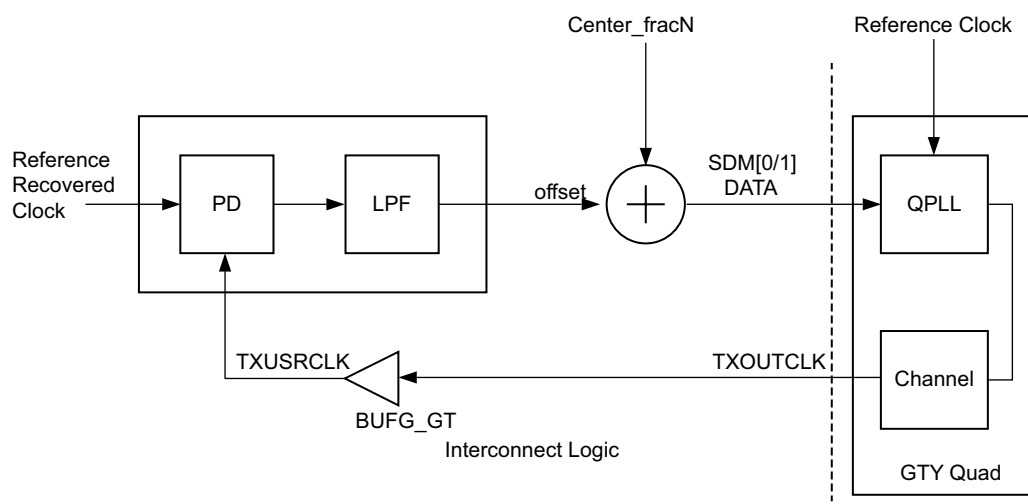 Center_fracN
Reference Clock
Reference
Recovered
Clock
PD
LPF
offset
SDM[0/1]
DATA
QPLL
TXUSRCLK
BUFG_GT
TXOUTCLK
Channel
Interconnect Logic
GTY Quad